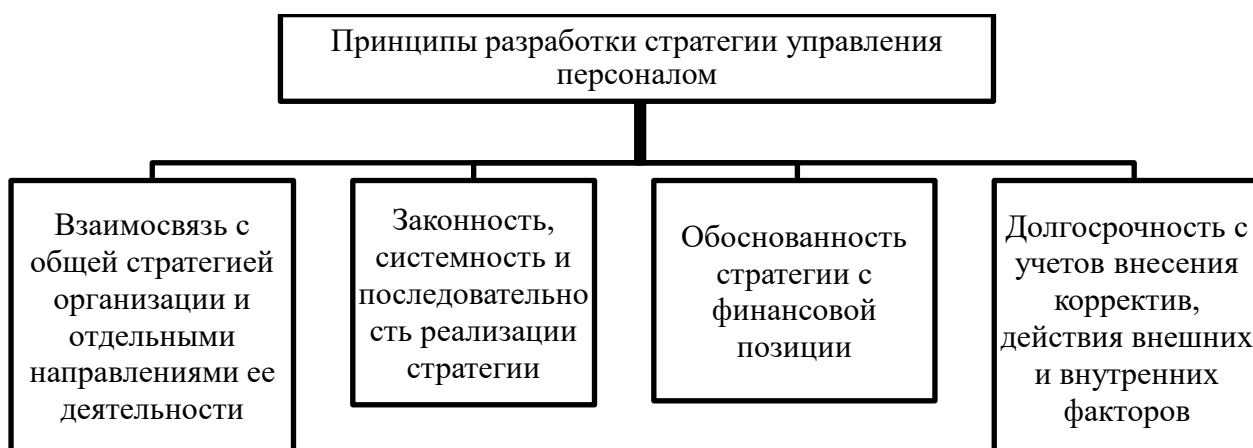 Принципы разработки стратегии управления
персоналом
Взаимосвязь с
общей стратегией
организации и
отдельными
направлениями ее
деятельности
Законность,
системность и
последовательно
сть реализации
стратегии
Обоснованность
стратегии с
финансовой
позиции
Долгосрочность с
учетов внесения
корректив,
действия внешних
и внутренних
факторов